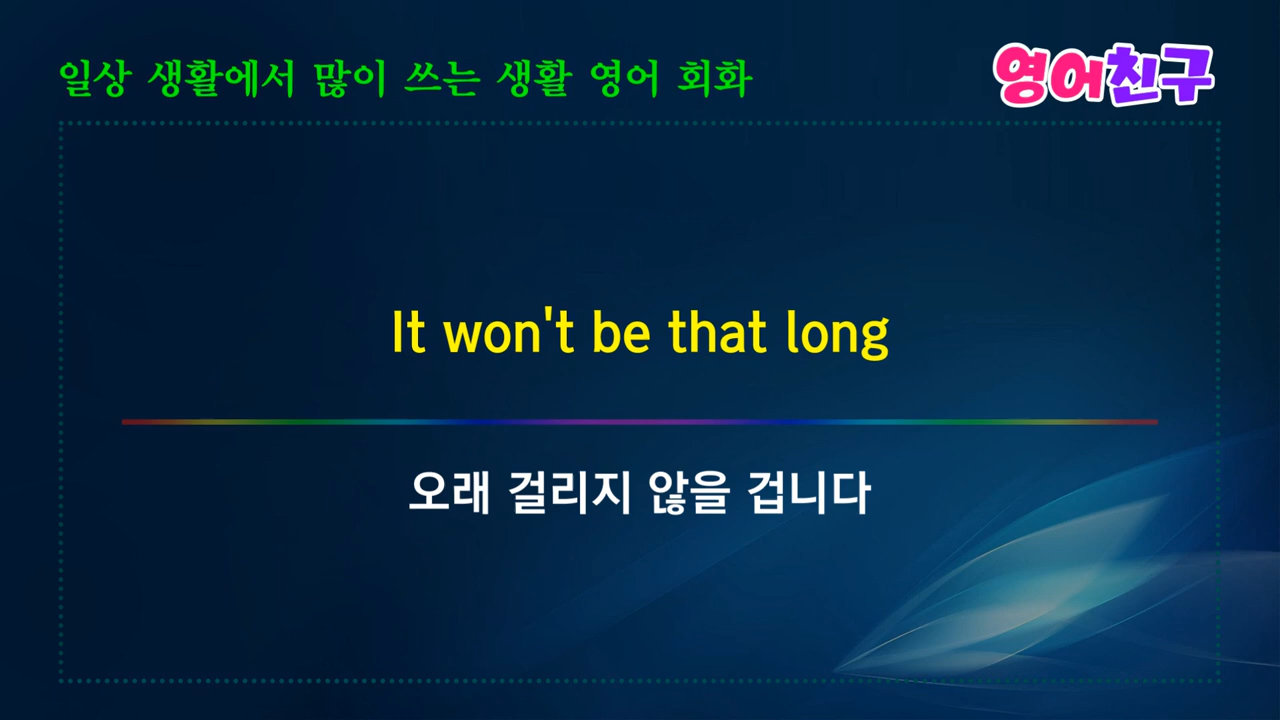 일상 생활에서 많이 쓰는 생활 영어 회화
영어친구
It won't be that long
오래 걸리지 않을 겁니다